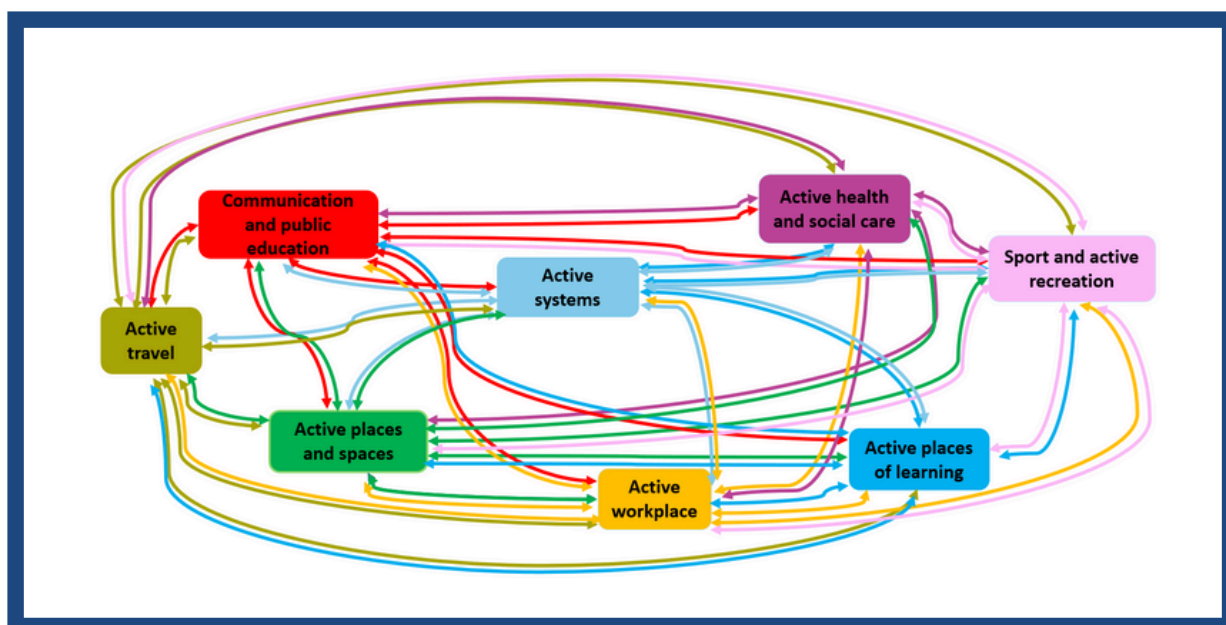 Communication
and public
education
Active health
and social care
Sport and active
recreation
Active
systems
Active
travel
Active places
and spaces
Active places
of learning
Active
workplace